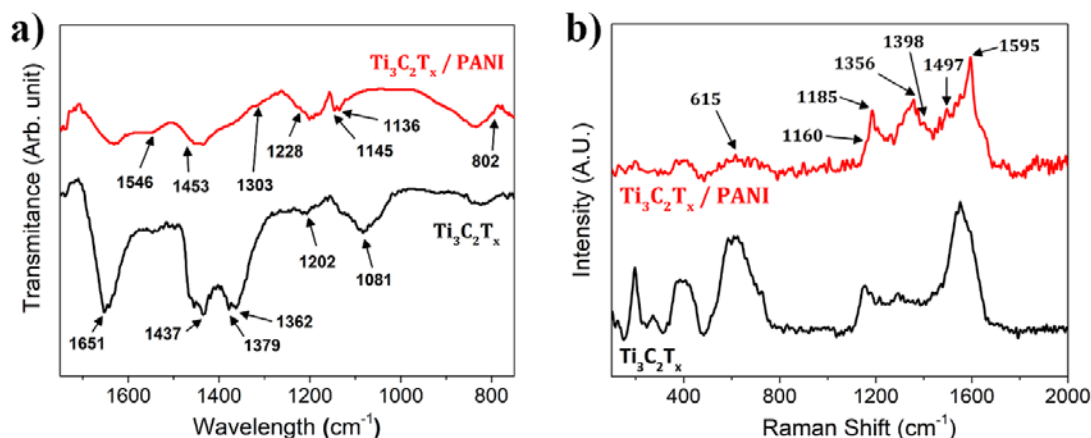 a)
Transmitance (Arb. unit)
Ti₃C₂Tₓ / PANI
1546
1453
1303
1228
1145
1136
802
Ti₃C₂Tₓ
1651
1437
1379
1362
1202
1081
1600 1400 1200 1000 800
Wavelength (cm⁻¹)
b)
Intensity (A.U.)
615
1185
1160
1356
1398
1497
1595
Ti₃C₂Tₓ / PANI
Ti₃C₂Tₓ
400 800 1200 1600 2000
Raman Shift (cm⁻¹)